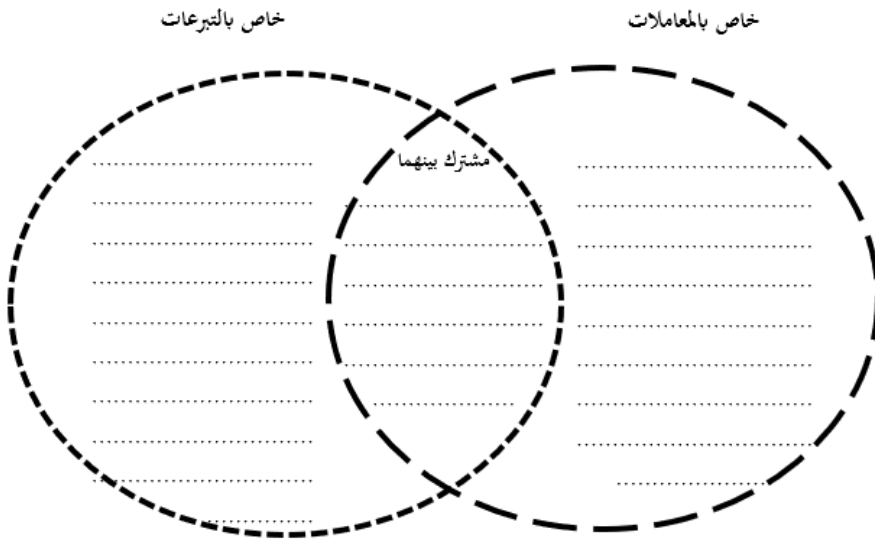 خاص بالمعاملات
خاص بالتبرعات
مشترك بينهما